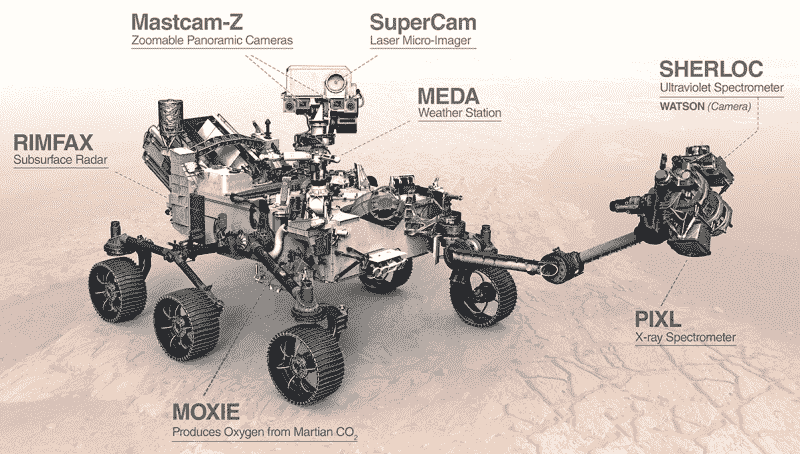 Mastcam-Z
Zoomable Panoramic Cameras
SuperCam
Laser Micro-Imager
SHERLOC
Ultraviolet Spectrometer
WATSON (Camera)
MEDA
Weather Station
RIMFAX
Subsurface Radar
PIXL
X-ray Spectrometer
MOXIE
Produces Oxygen from Martian CO₂